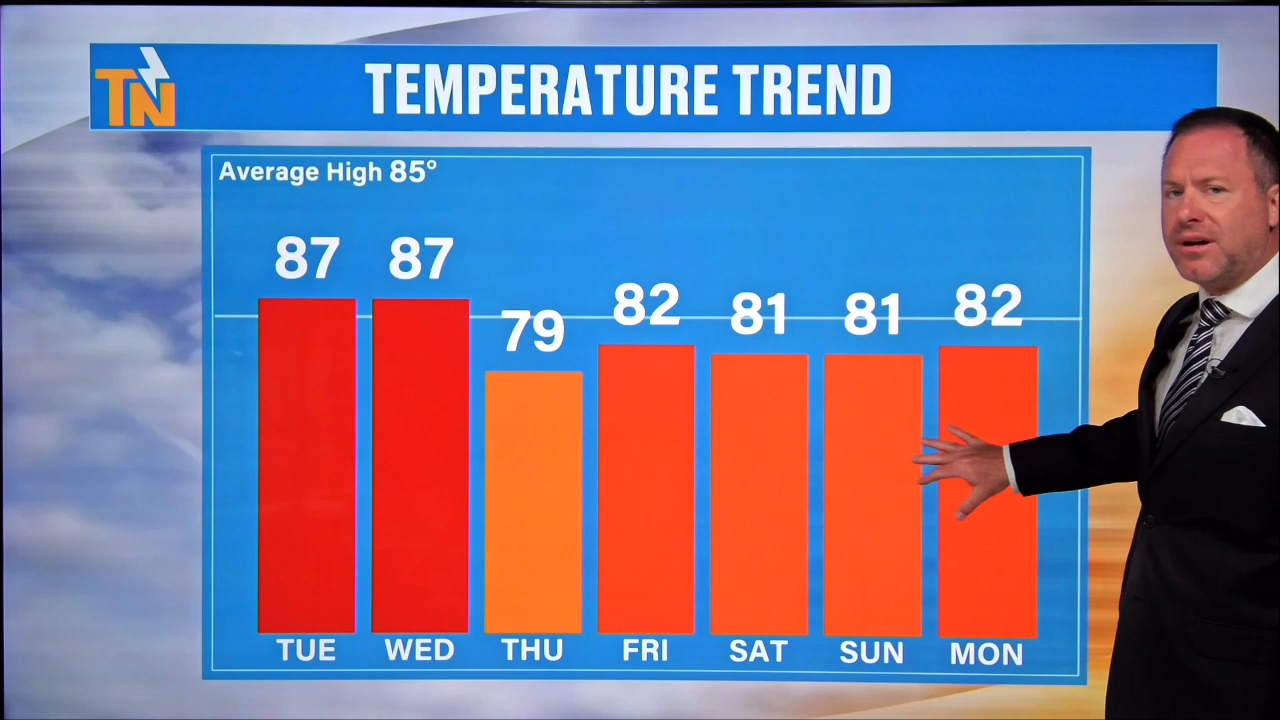 TN
TEMPERATURE TREND
Average High 85°
87 87 79 82 81 81 82
TUE WED THU FRI SAT SUN MON